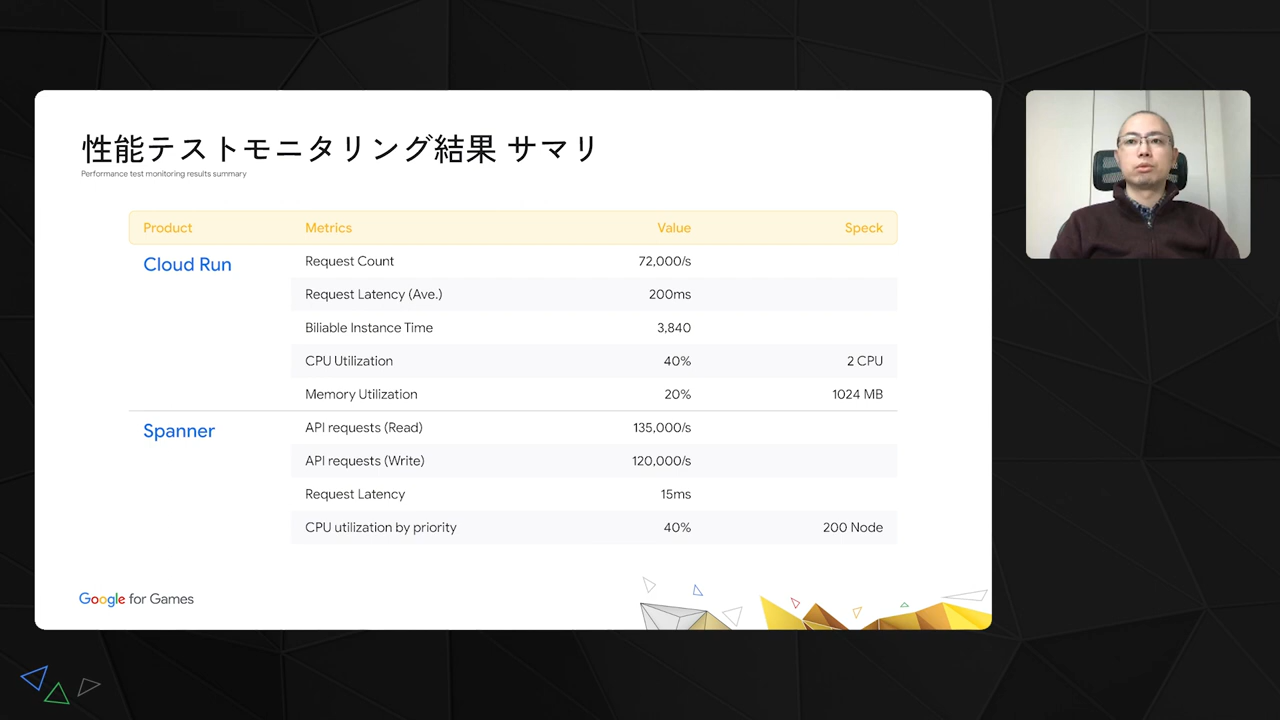 性能テストモニタリング結果 サマリ
Performance test monitoring results summary
Product Metrics Value Speck
Cloud Run Request Count 72,000/s
Request Latency (Ave.) 200ms
Biliable Instance Time 3,840
CPU Utilization 40% 2 CPU
Memory Utilization 20% 1024 MB
Spanner API requests (Read) 135,000/s
API requests (Write) 120,000/s
Request Latency 15ms
CPU utilization by priority 40% 200 Node
Google for Games